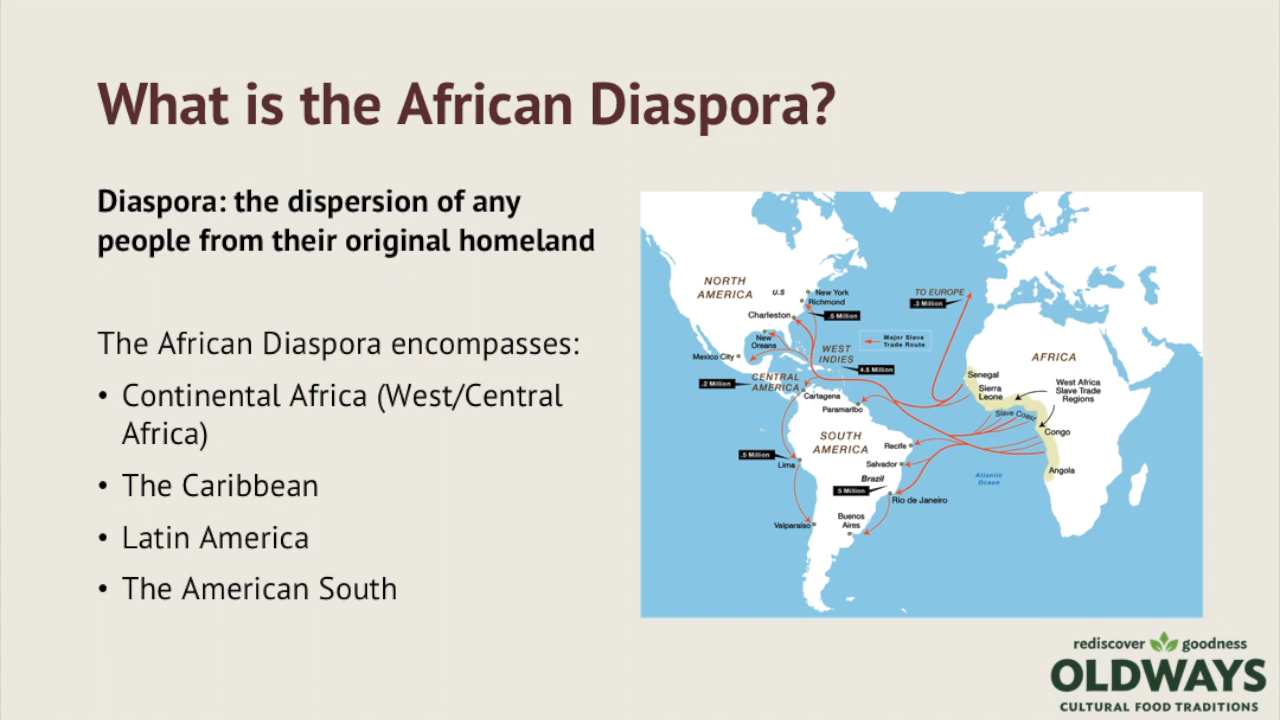 What is the African Diaspora?
Diaspora: the dispersion of any
people from their original homeland
The African Diaspora encompasses:
• Continental Africa (West/Central
Africa)
• The Caribbean
• Latin America
• The American South
NORTH
AMERICA
U.S
New York
Richmond
Charleston
.5 Million
New
Oreans
Mexico City
WEST
INDIES
Major Slave
Trade Route
TO EUROPE
.3 Million
4.5 Million
.2 Million
CENTRAL
AMERICA
Cartagena
Paramaribo
AFRICA
Senegal
Sierra
Leone
West Africa
Slave Trade
Regions
Slave Coast
Congo
Angola
SOUTH
AMERICA
Recife
.5 Million
Lima
Salvador
Brazil
5 Million
Rio de Janeiro
Atlantic
Ocean
Valparaiso
Buenos
Aires
rediscover goodness
OLDWAYS
CULTURAL FOOD TRADITIONS